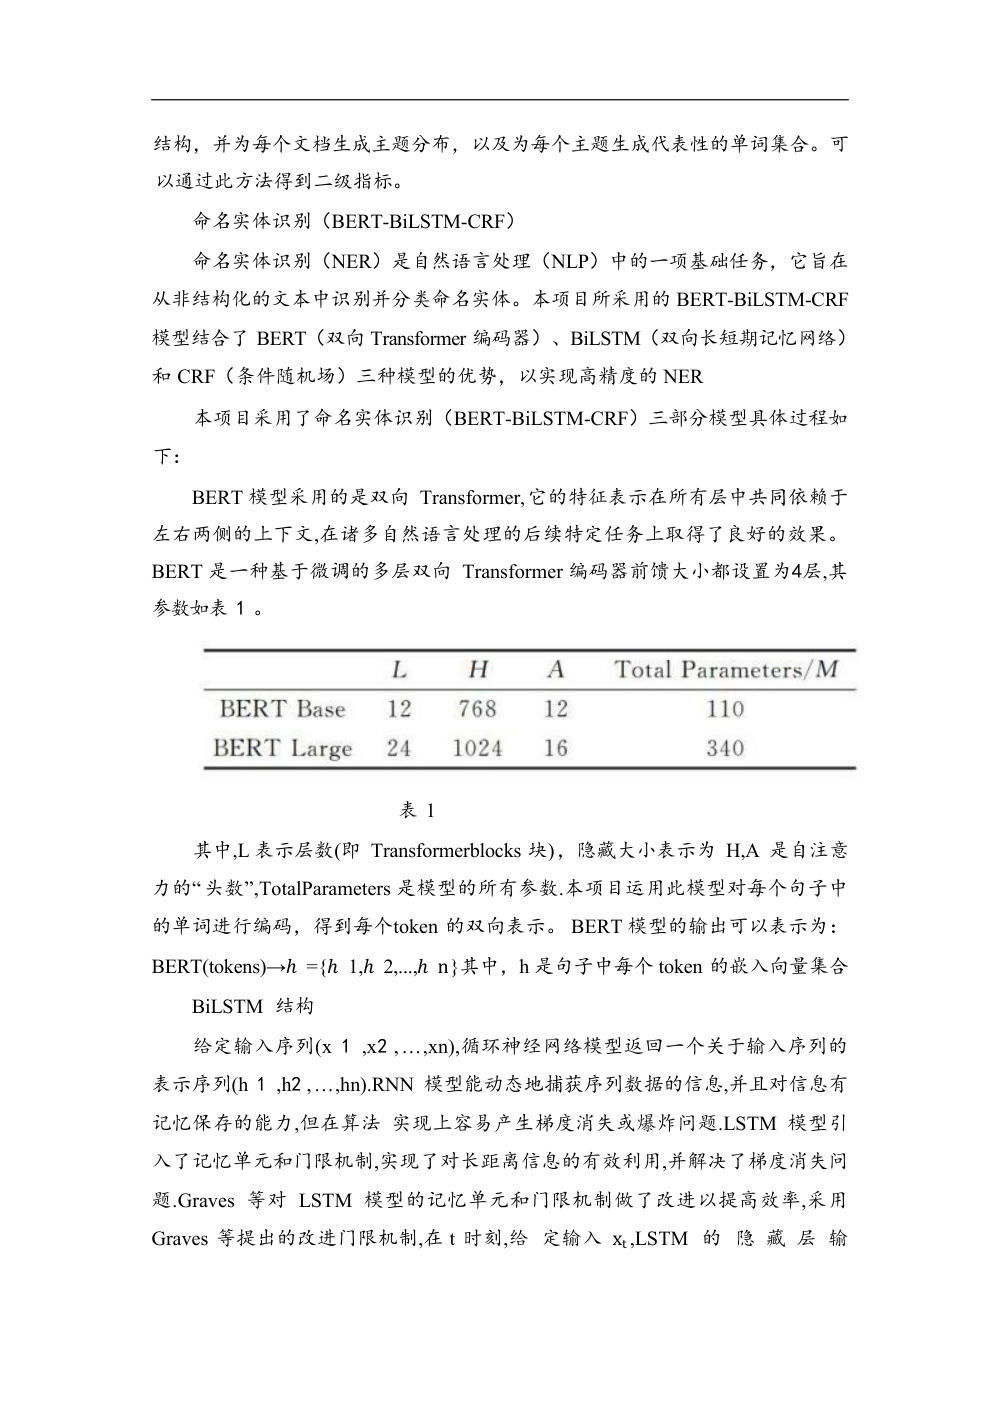 结构，并为每个文档生成主题分布，以及为每个主题生成代表性的单词集合。可
以通过此方法得到二级指标。
命名实体识别（BERT-BiLSTM-CRF）
命名实体识别（NER）是自然语言处理（NLP）中的一项基础任务，它旨在
从非结构化的文本中识别并分类命名实体。本项目所采用的 BERT-BiLSTM-CRF
模型结合了 BERT（双向 Transformer 编码器）、BiLSTM（双向长短期记忆网络）
和 CRF（条件随机场）三种模型的优势，以实现高精度的 NER
本项目采用了命名实体识别（BERT-BiLSTM-CRF）三部分模型具体过程如
下：
BERT 模型采用的是双向 Transformer,它的特征表示在所有层中共同依赖于
左右两侧的上下文,在诸多自然语言处理的后续特定任务上取得了良好的效果。
BERT 是一种基于微调的多层双向 Transformer 编码器前馈大小都设置为4层,其
参数如表 1 。
L H A Total Parameters/M
BERT Base 12 768 12 110
BERT Large 24 1024 16 340
表 1
其中,L 表示层数(即 Transformerblocks 块)，隐藏大小表示为 H,A 是自注意
力的“头数”,TotalParameters 是模型的所有参数.本项目运用此模型对每个句子中
的单词进行编码，得到每个token 的双向表示。 BERT 模型的输出可以表示为：
BERT(tokens)→h ={h 1,h 2,...,h n}其中，h 是句子中每个 token 的嵌入向量集合
BiLSTM 结构
给定输入序列(x 1 ,x2 ,…,xn),循环神经网络模型返回一个关于输入序列的
表示序列(h 1 ,h2 ,…,hn).RNN 模型能动态地捕获序列数据的信息,并且对信息有
记忆保存的能力,但在算法 实现上容易产生梯度消失或爆炸问题.LSTM 模型引
入了记忆单元和门限机制,实现了对长距离信息的有效利用,并解决了梯度消失问
题.Graves 等对 LSTM 模型的记忆单元和门限机制做了改进以提高效率,采用
Graves 等提出的改进门限机制,在 t 时刻,给 定输入 xt,LSTM 的 隐 藏 层 输